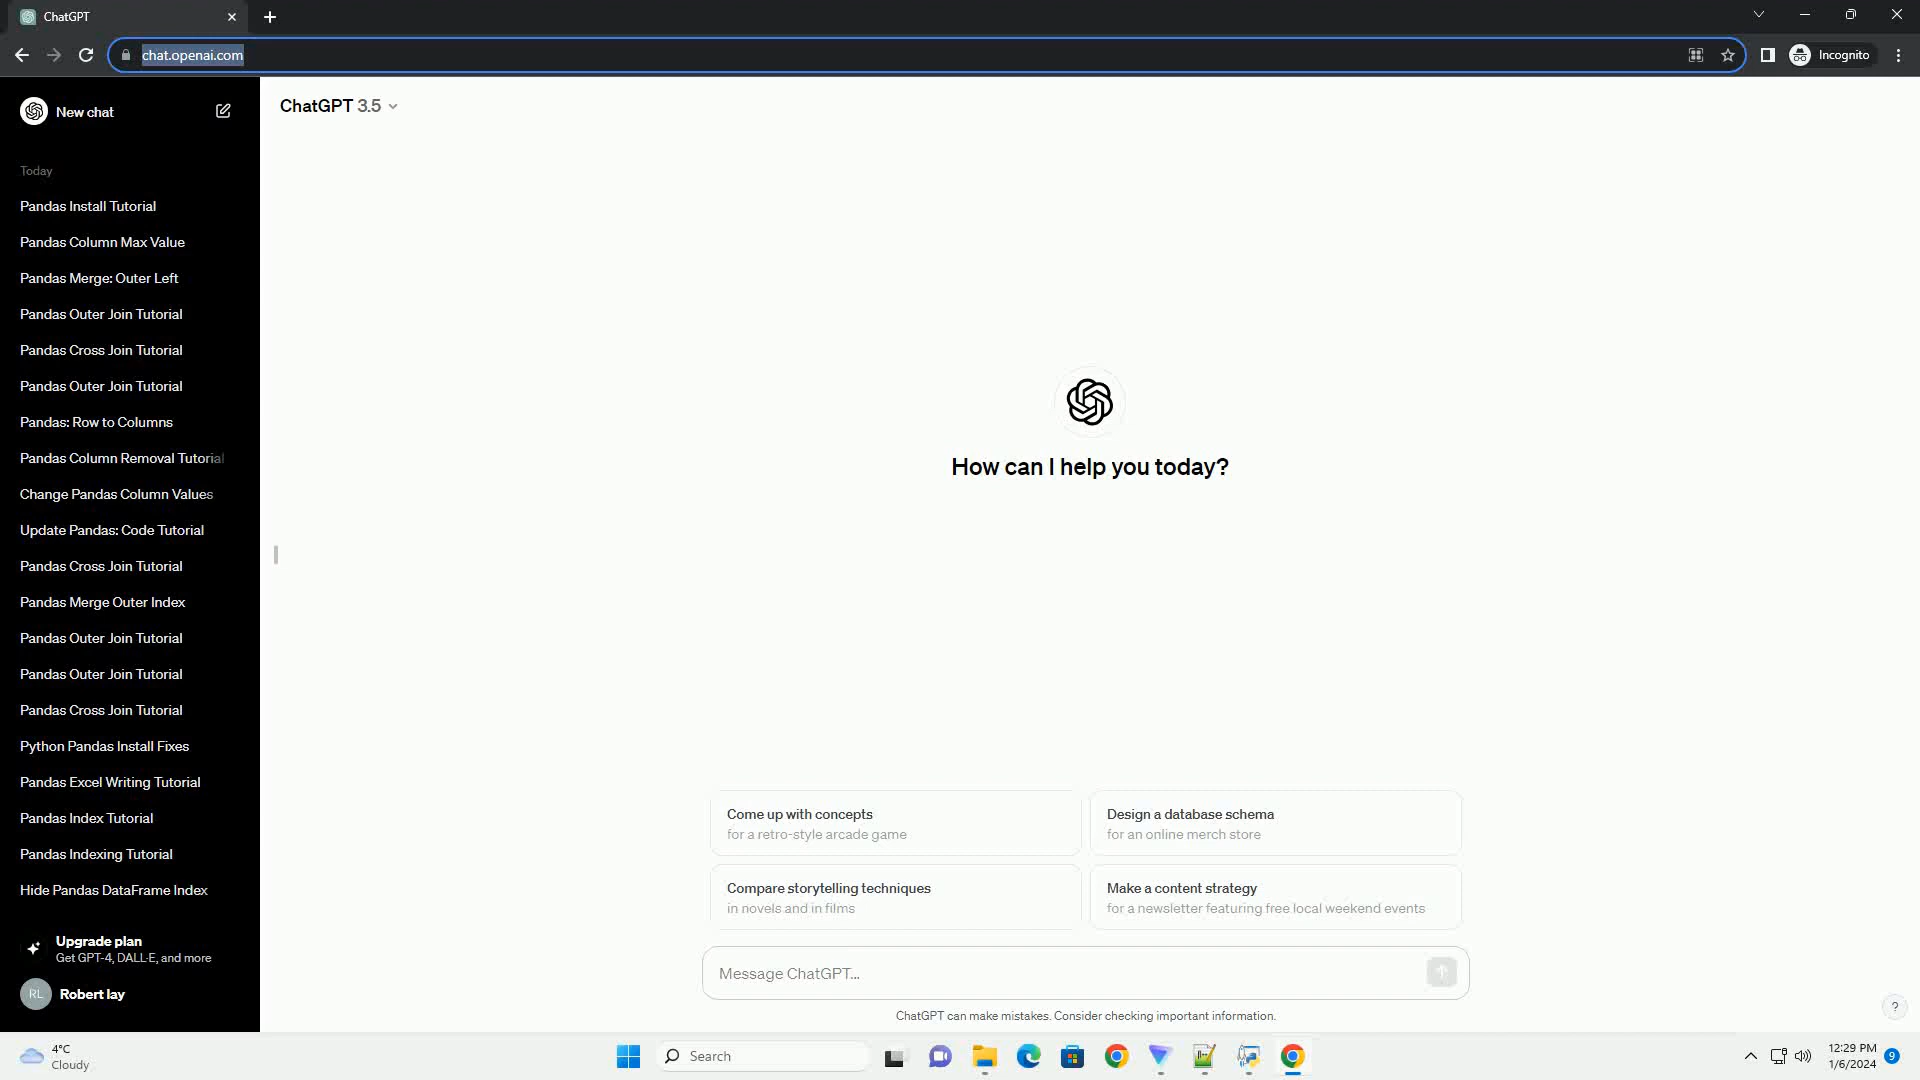 ChatGPT
chat.openai.com
Incognito
New chat
ChatGPT 3.5
Today
Pandas Install Tutorial
Pandas Column Max Value
Pandas Merge: Outer Left
Pandas Outer Join Tutorial
Pandas Cross Join Tutorial
Pandas Outer Join Tutorial
Pandas: Row to Columns
Pandas Column Removal Tutorial
Change Pandas Column Values
Update Pandas: Code Tutorial
Pandas Cross Join Tutorial
Pandas Merge Outer Index
Pandas Outer Join Tutorial
Pandas Outer Join Tutorial
Pandas Cross Join Tutorial
Python Pandas Install Fixes
Pandas Excel Writing Tutorial
Pandas Index Tutorial
Pandas Indexing Tutorial
Hide Pandas DataFrame Index
Upgrade plan
Get GPT-4, DALL·E, and more
RL
Robert lay
How can I help you today?
Come up with concepts
for a retro-style arcade game
Design a database schema
for an online merch store
Compare storytelling techniques
in novels and in films
Make a content strategy
for a newsletter featuring free local weekend events
Message ChatGPT...
ChatGPT can make mistakes. Consider checking important information.
?
4°C
Cloudy
Search
12:29 PM
1/6/2024
9